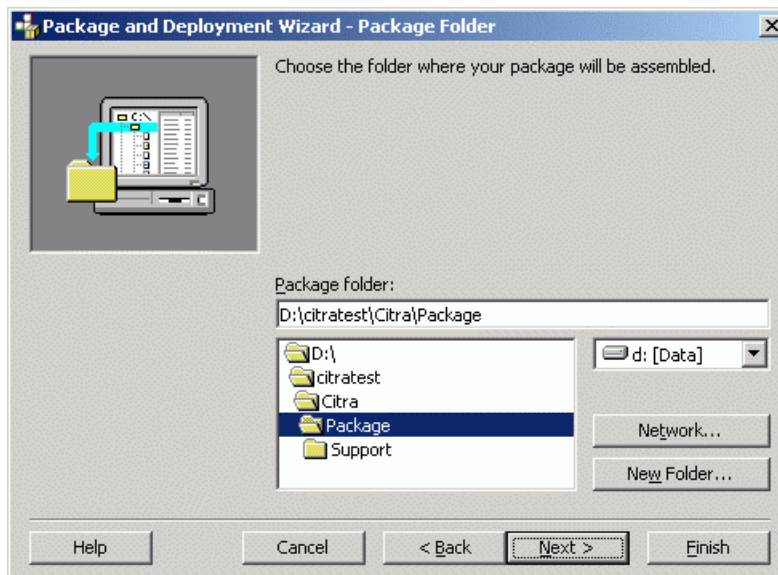 Package and Deployment Wizard - Package Folder
Choose the folder where your package will be assembled.
C:\
Package folder:
D:\citratest\Citra\Package
D:\
d: [Data]
citratest
Citra
Package
Support
Network...
New Folder...
Help
Cancel
< Back
Next >
Finish